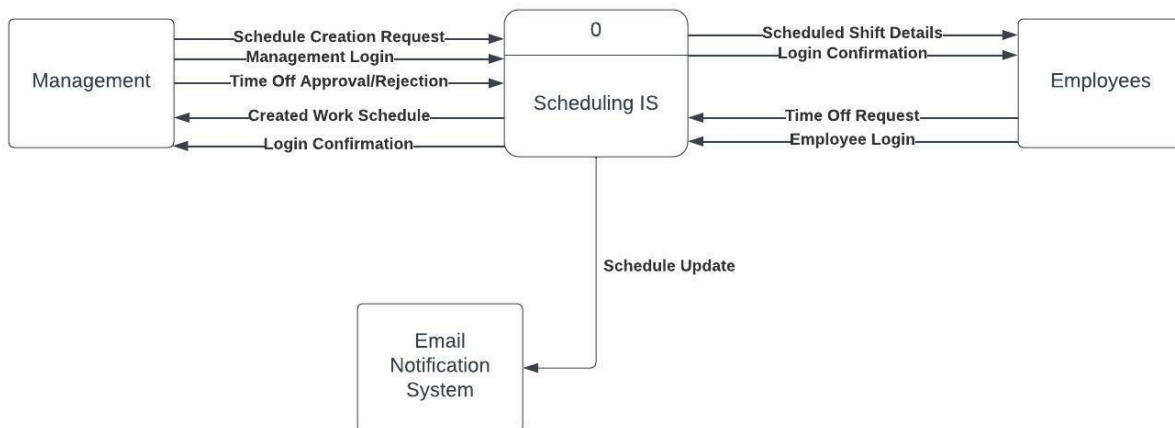 Management
Schedule Creation Request
Management Login
Time Off Approval/Rejection
Created Work Schedule
Login Confirmation
0
Scheduling IS
Scheduled Shift Details
Login Confirmation
Time Off Request
Employee Login
Employees
Schedule Update
Email
Notification
System